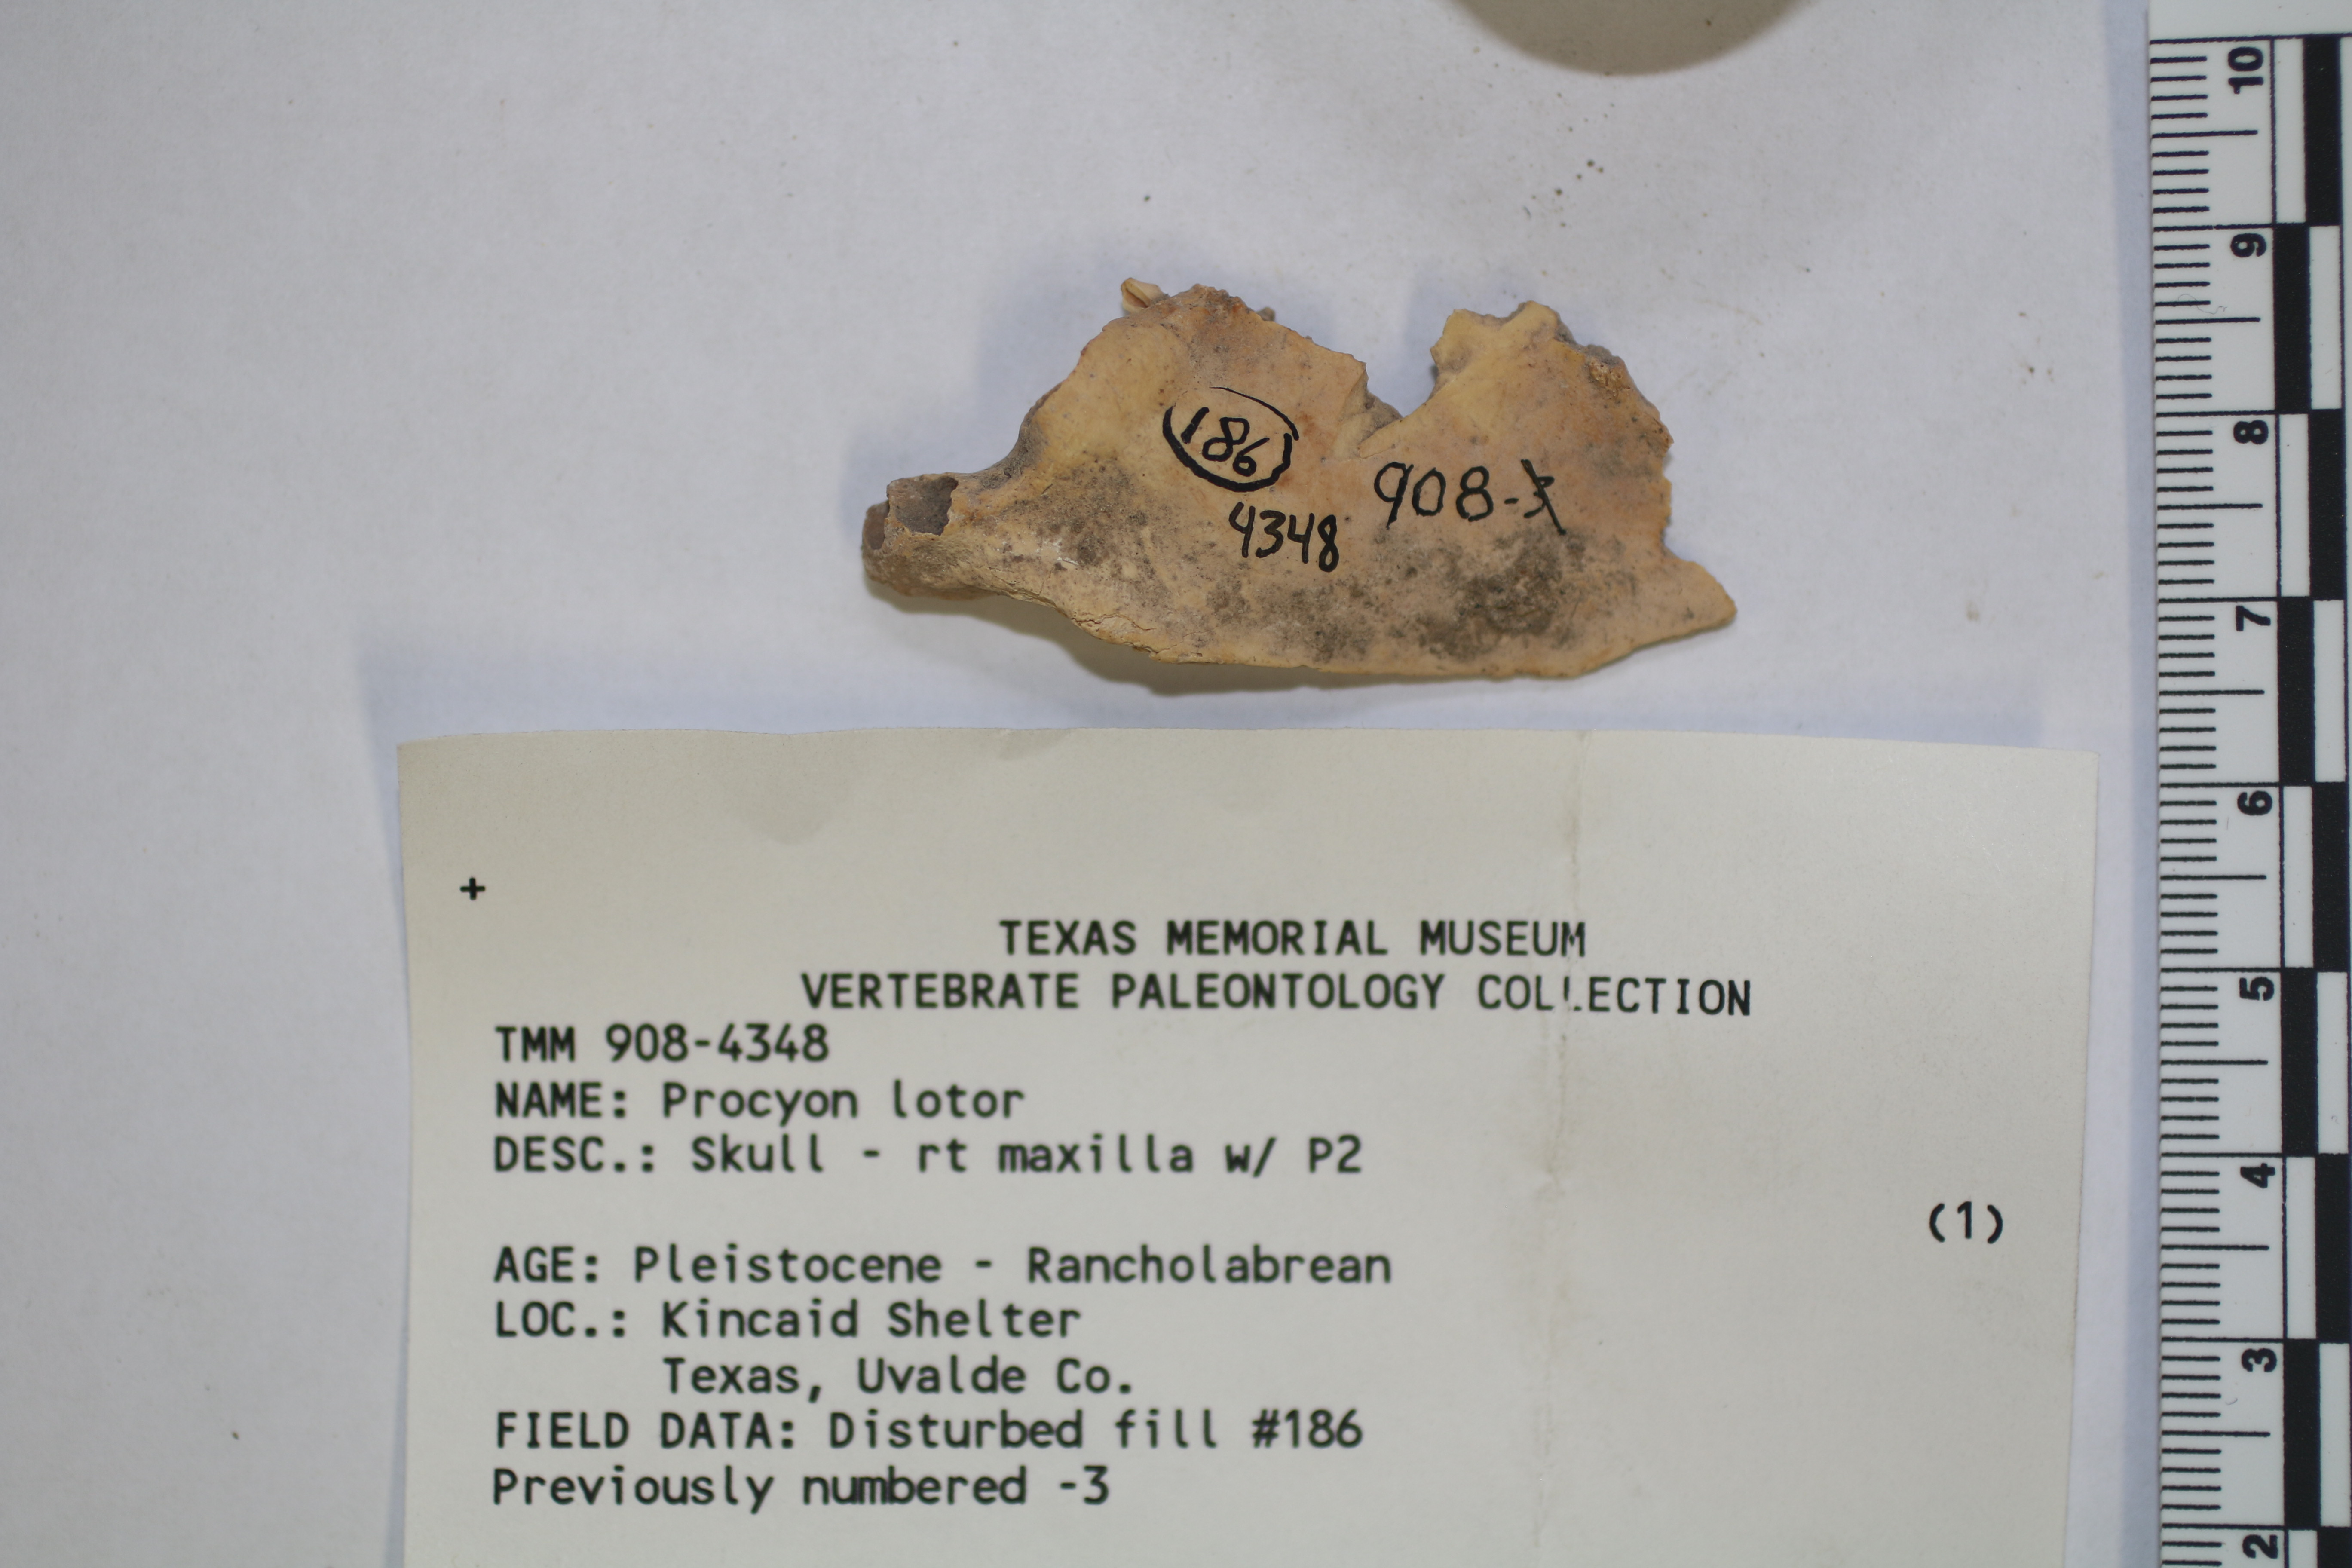 186
908-3
4348
TEXAS MEMORIAL MUSEUM
VERTEBRATE PALEONTOLOGY COLLECTION
TMM 908-4348
NAME: Procyon lotor
DESC.: Skull - rt maxilla w/ P2
(1)
AGE: Pleistocene - Rancholabrean
LOC.: Kincaid Shelter
Texas, Uvalde Co.
FIELD DATA: Disturbed fill #186
Previously numbered -3
10
9
8
7
6
5
4
3
2